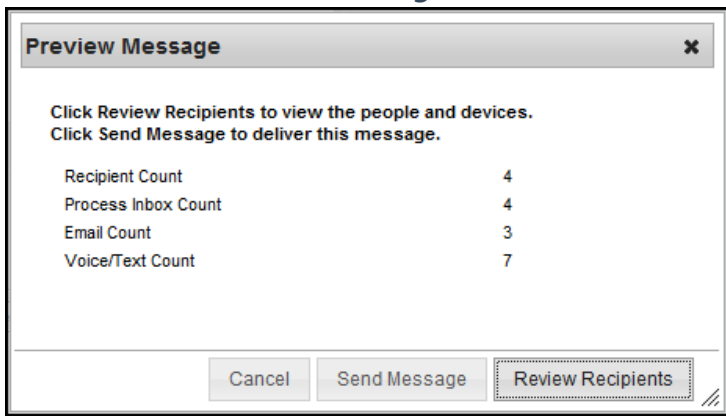 Preview Message
Click Review Recipients to view the people and devices.
Click Send Message to deliver this message.
Recipient Count 4
Process Inbox Count 4
Email Count 3
Voice/Text Count 7
Cancel Send Message Review Recipients